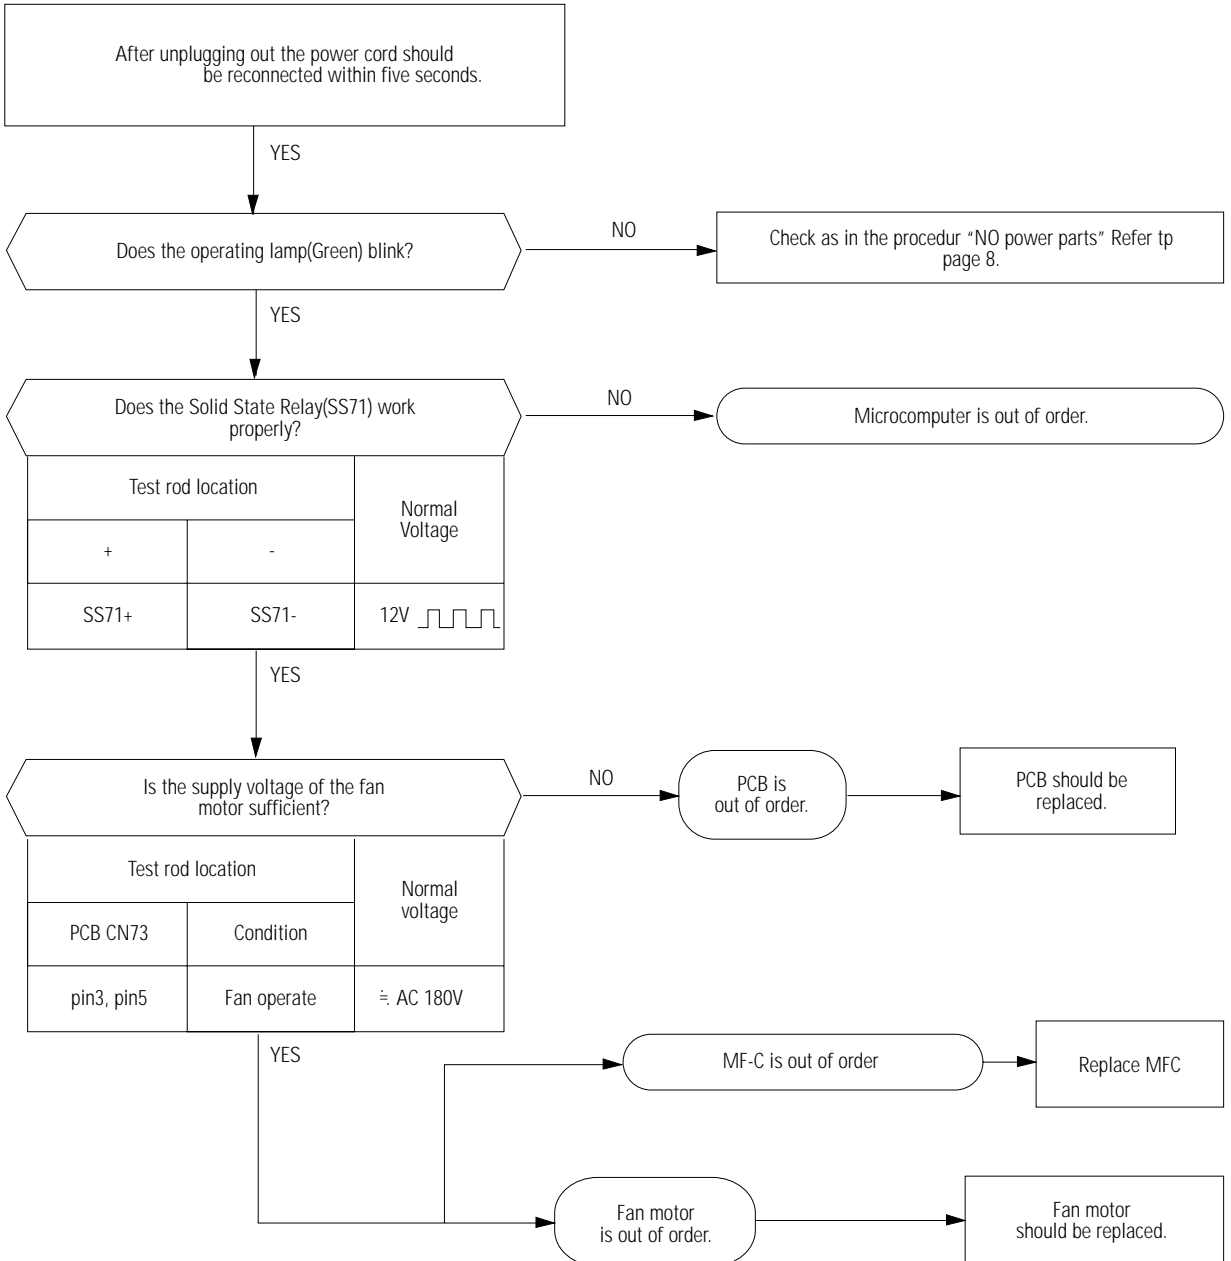 After unplugging out the power cord should
be reconnected within five seconds.
YES
Does the operating lamp(Green) blink?
NO
Check as in the procedur "NO power parts" Refer tp
page 8.
YES
Does the Solid State Relay(SS71) work
properly?
NO
Microcomputer is out of order.
Test rod location
Normal
Voltage
+
-
SS71+
SS71-
12V
YES
Is the supply voltage of the fan
motor sufficient?
NO
PCB is
out of order.
PCB should be
replaced.
Test rod location
Normal
voltage
PCB CN73
Condition
pin3, pin5
Fan operate
≒ AC 180V
YES
MF-C is out of order
Replace MFC
Fan motor
is out of order.
Fan motor
should be replaced.